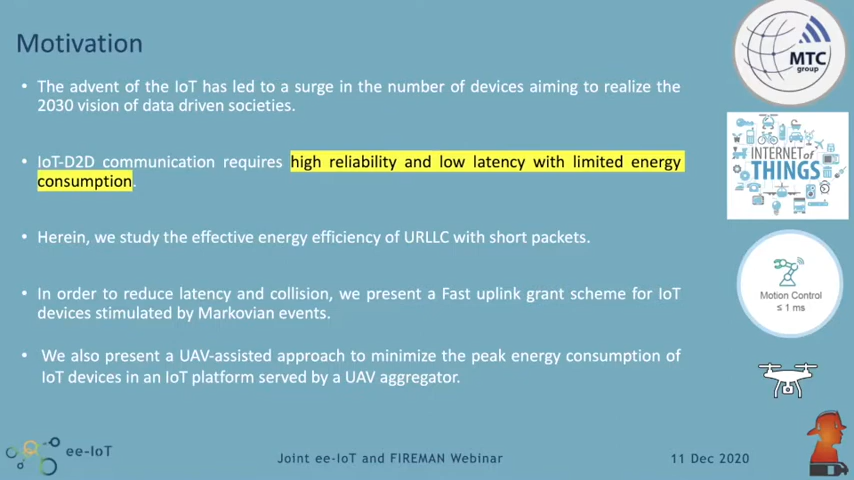 Motivation
• The advent of the IoT has led to a surge in the number of devices aiming to realize the
2030 vision of data driven societies.
• IoT-D2D communication requires high reliability and low latency with limited energy
consumption.
• Herein, we study the effective energy efficiency of URLLC with short packets.
• In order to reduce latency and collision, we present a Fast uplink grant scheme for IoT
devices stimulated by Markovian events.
• We also present a UAV-assisted approach to minimize the peak energy consumption of
IoT devices in an IoT platform served by a UAV aggregator.
MTC
group
INTERNET of
THINGS
Motion Control
≤ 1 ms
ee-IoT
Joint ee-IoT and FIREMAN Webinar
11 Dec 2020